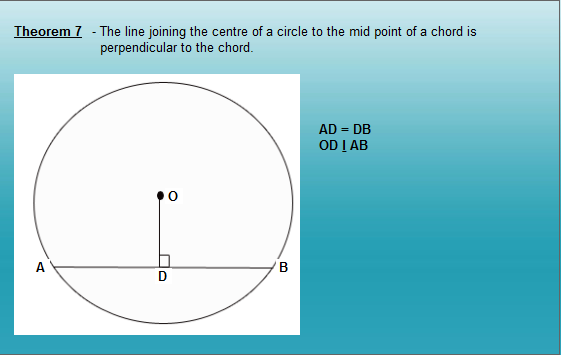 Theorem 7 - The line joining the centre of a circle to the mid point of a chord is
perpendicular to the chord.
AD = DB
OD | AB
O
A
B
D